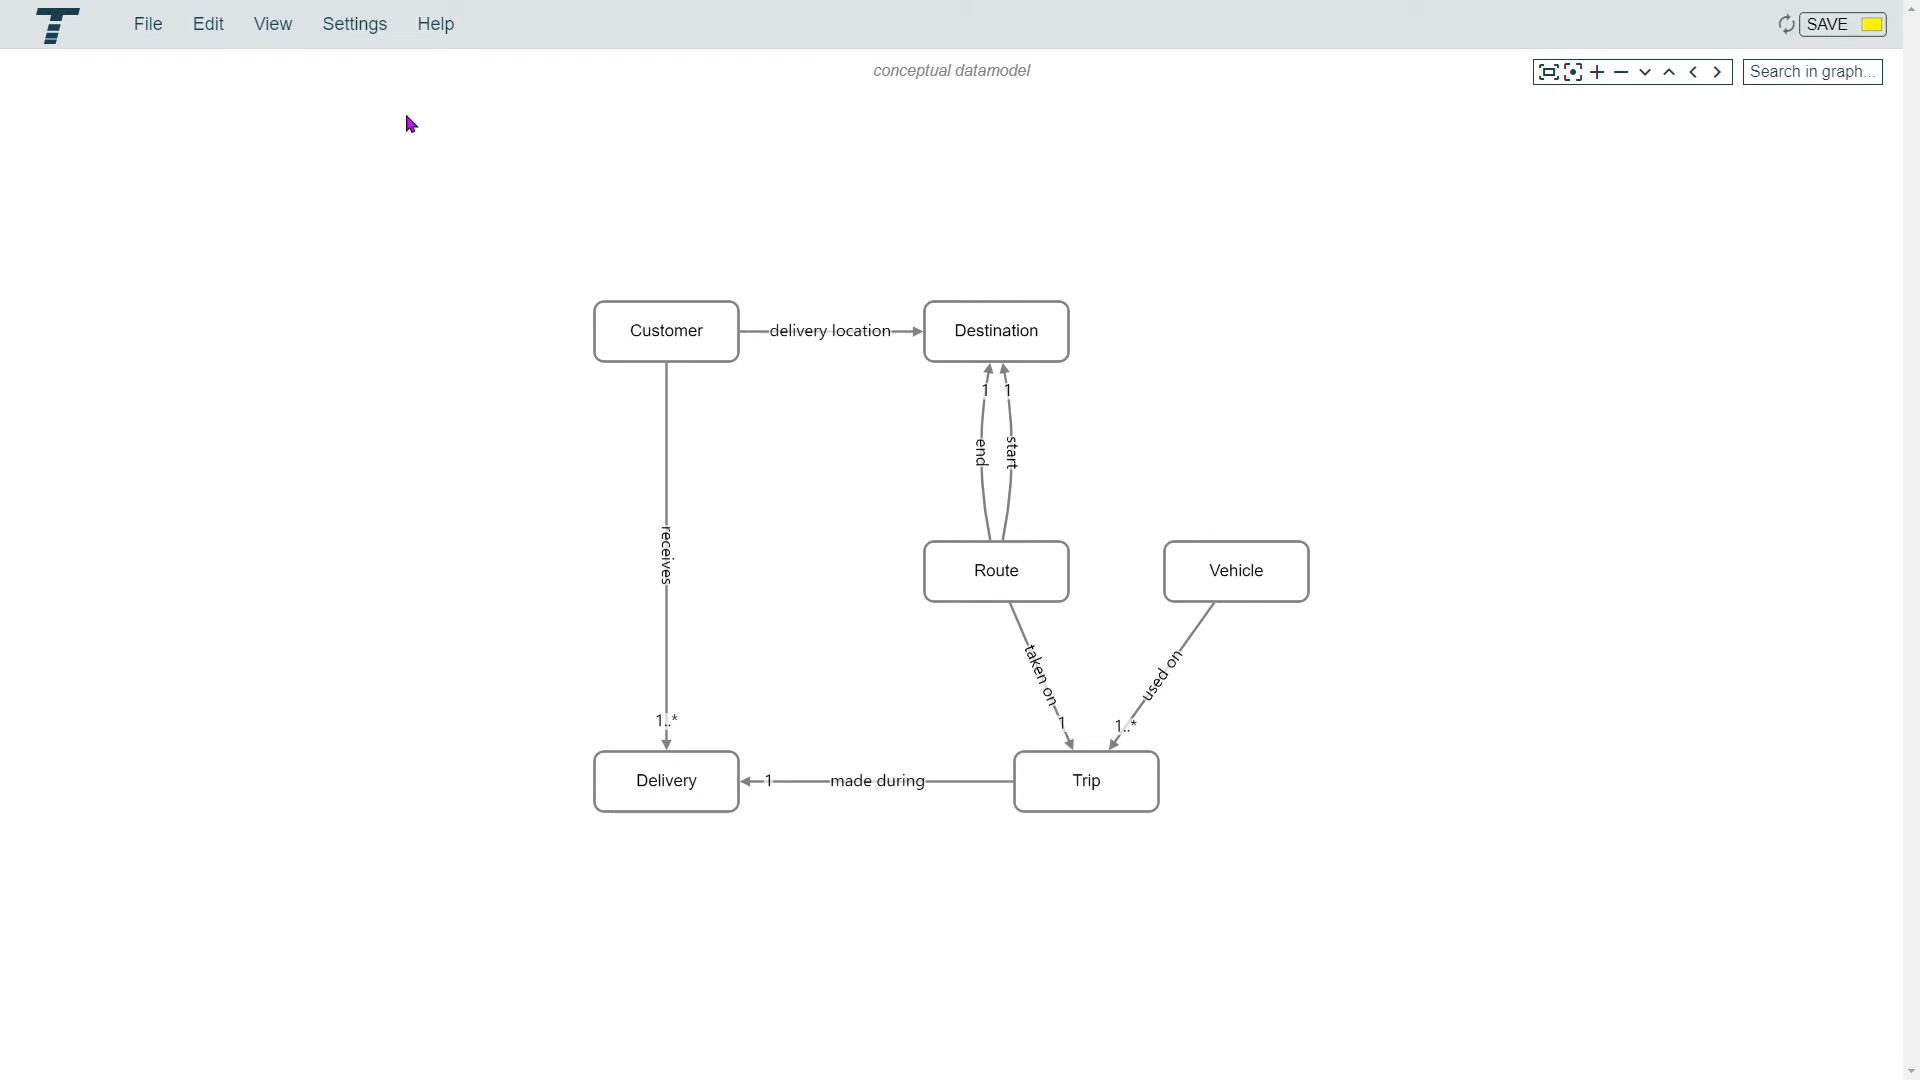 File Edit View Settings Help
SAVE
conceptual datamodel
Search in graph...
Customer
delivery location
Destination
1
1
end
start
receives
Route
Vehicle
taken on
used on
1..*
1
1..*
Delivery
1
made during
Trip